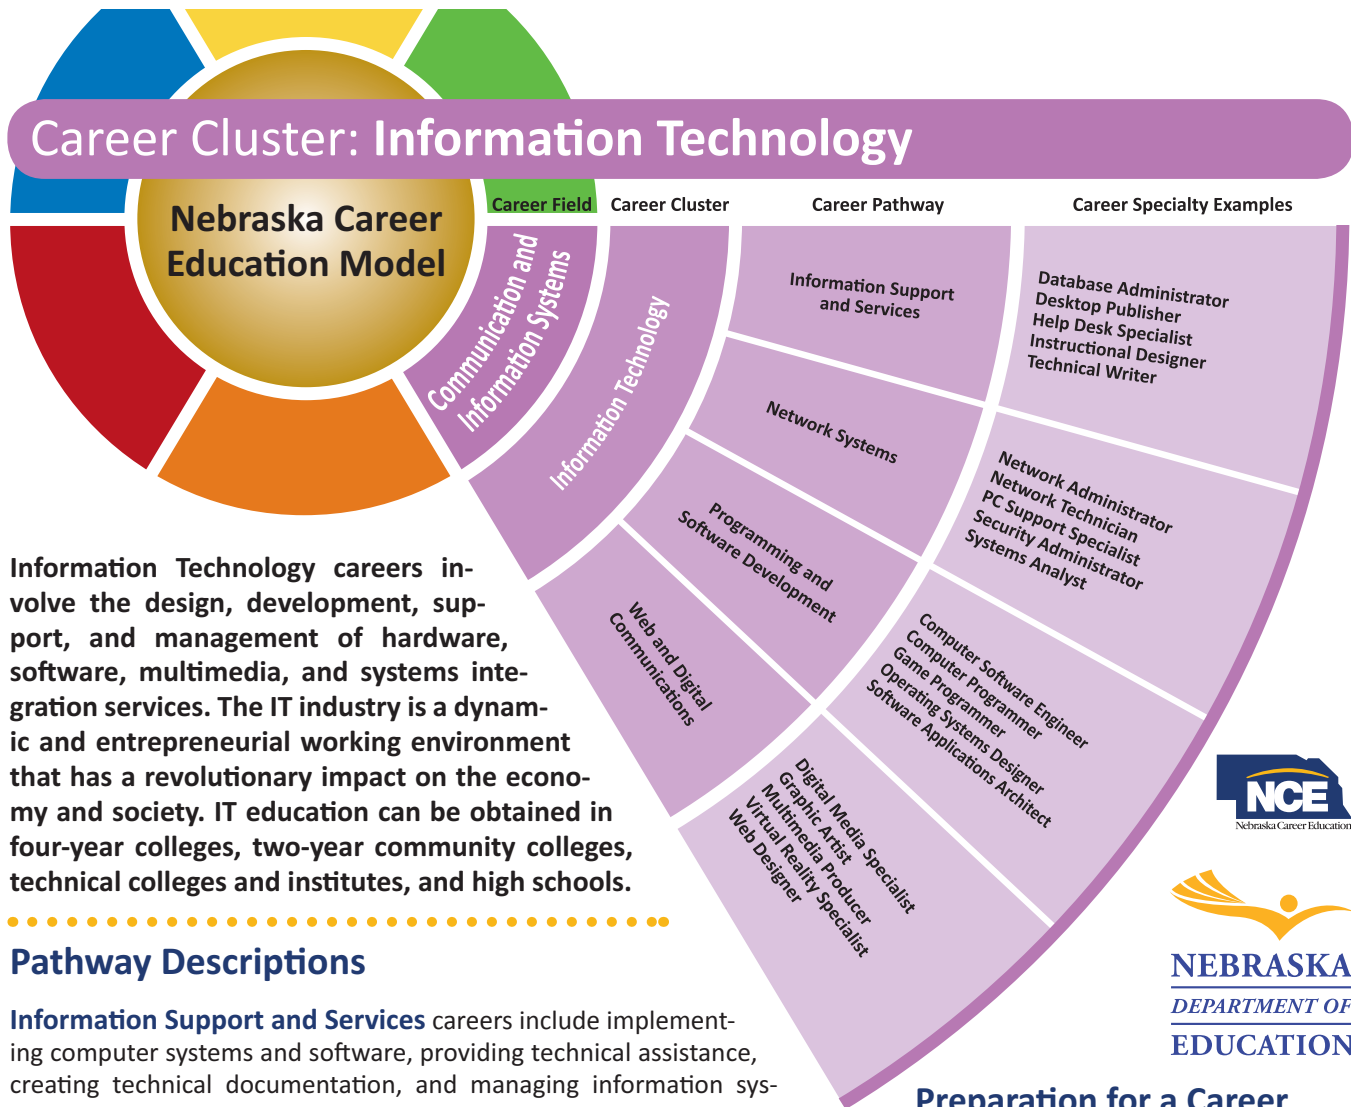 Career Cluster: Information Technology
Nebraska Career
Education Model
Career Field
Career Cluster
Career Pathway
Career Specialty Examples
Communication and
Information Systems
Information Technology
Information Support
and Services
Database Administrator
Desktop Publisher
Help Desk Specialist
Instructional Designer
Technical Writer
Network Systems
Network Administrator
Network Technician
PC Support Specialist
Security Administrator
Systems Analyst
Programming and
Software Development
Computer Software Engineer
Computer Programmer
Game Programmer
Operating Systems Designer
Software Applications Architect
Web and Digital
Communications
Digital Media Specialist
Graphic Artist
Multimedia Producer
Virtual Reality Specialist
Web Designer
Information Technology careers in-
volve the design, development, sup-
port, and management of hardware,
software, multimedia, and systems inte-
gration services. The IT industry is a dynam-
ic and entrepreneurial working environment
that has a revolutionary impact on the econo-
my and society. IT education can be obtained in
four-year colleges, two-year community colleges,
technical colleges and institutes, and high schools.
NCE
Nebraska Career Education
NEBRASKA
DEPARTMENT OF
EDUCATION
Pathway Descriptions
Information Support and Services careers include implement-
ing computer systems and software, providing technical assistance,
creating technical documentation, and managing information sys-
Preparation for a Career